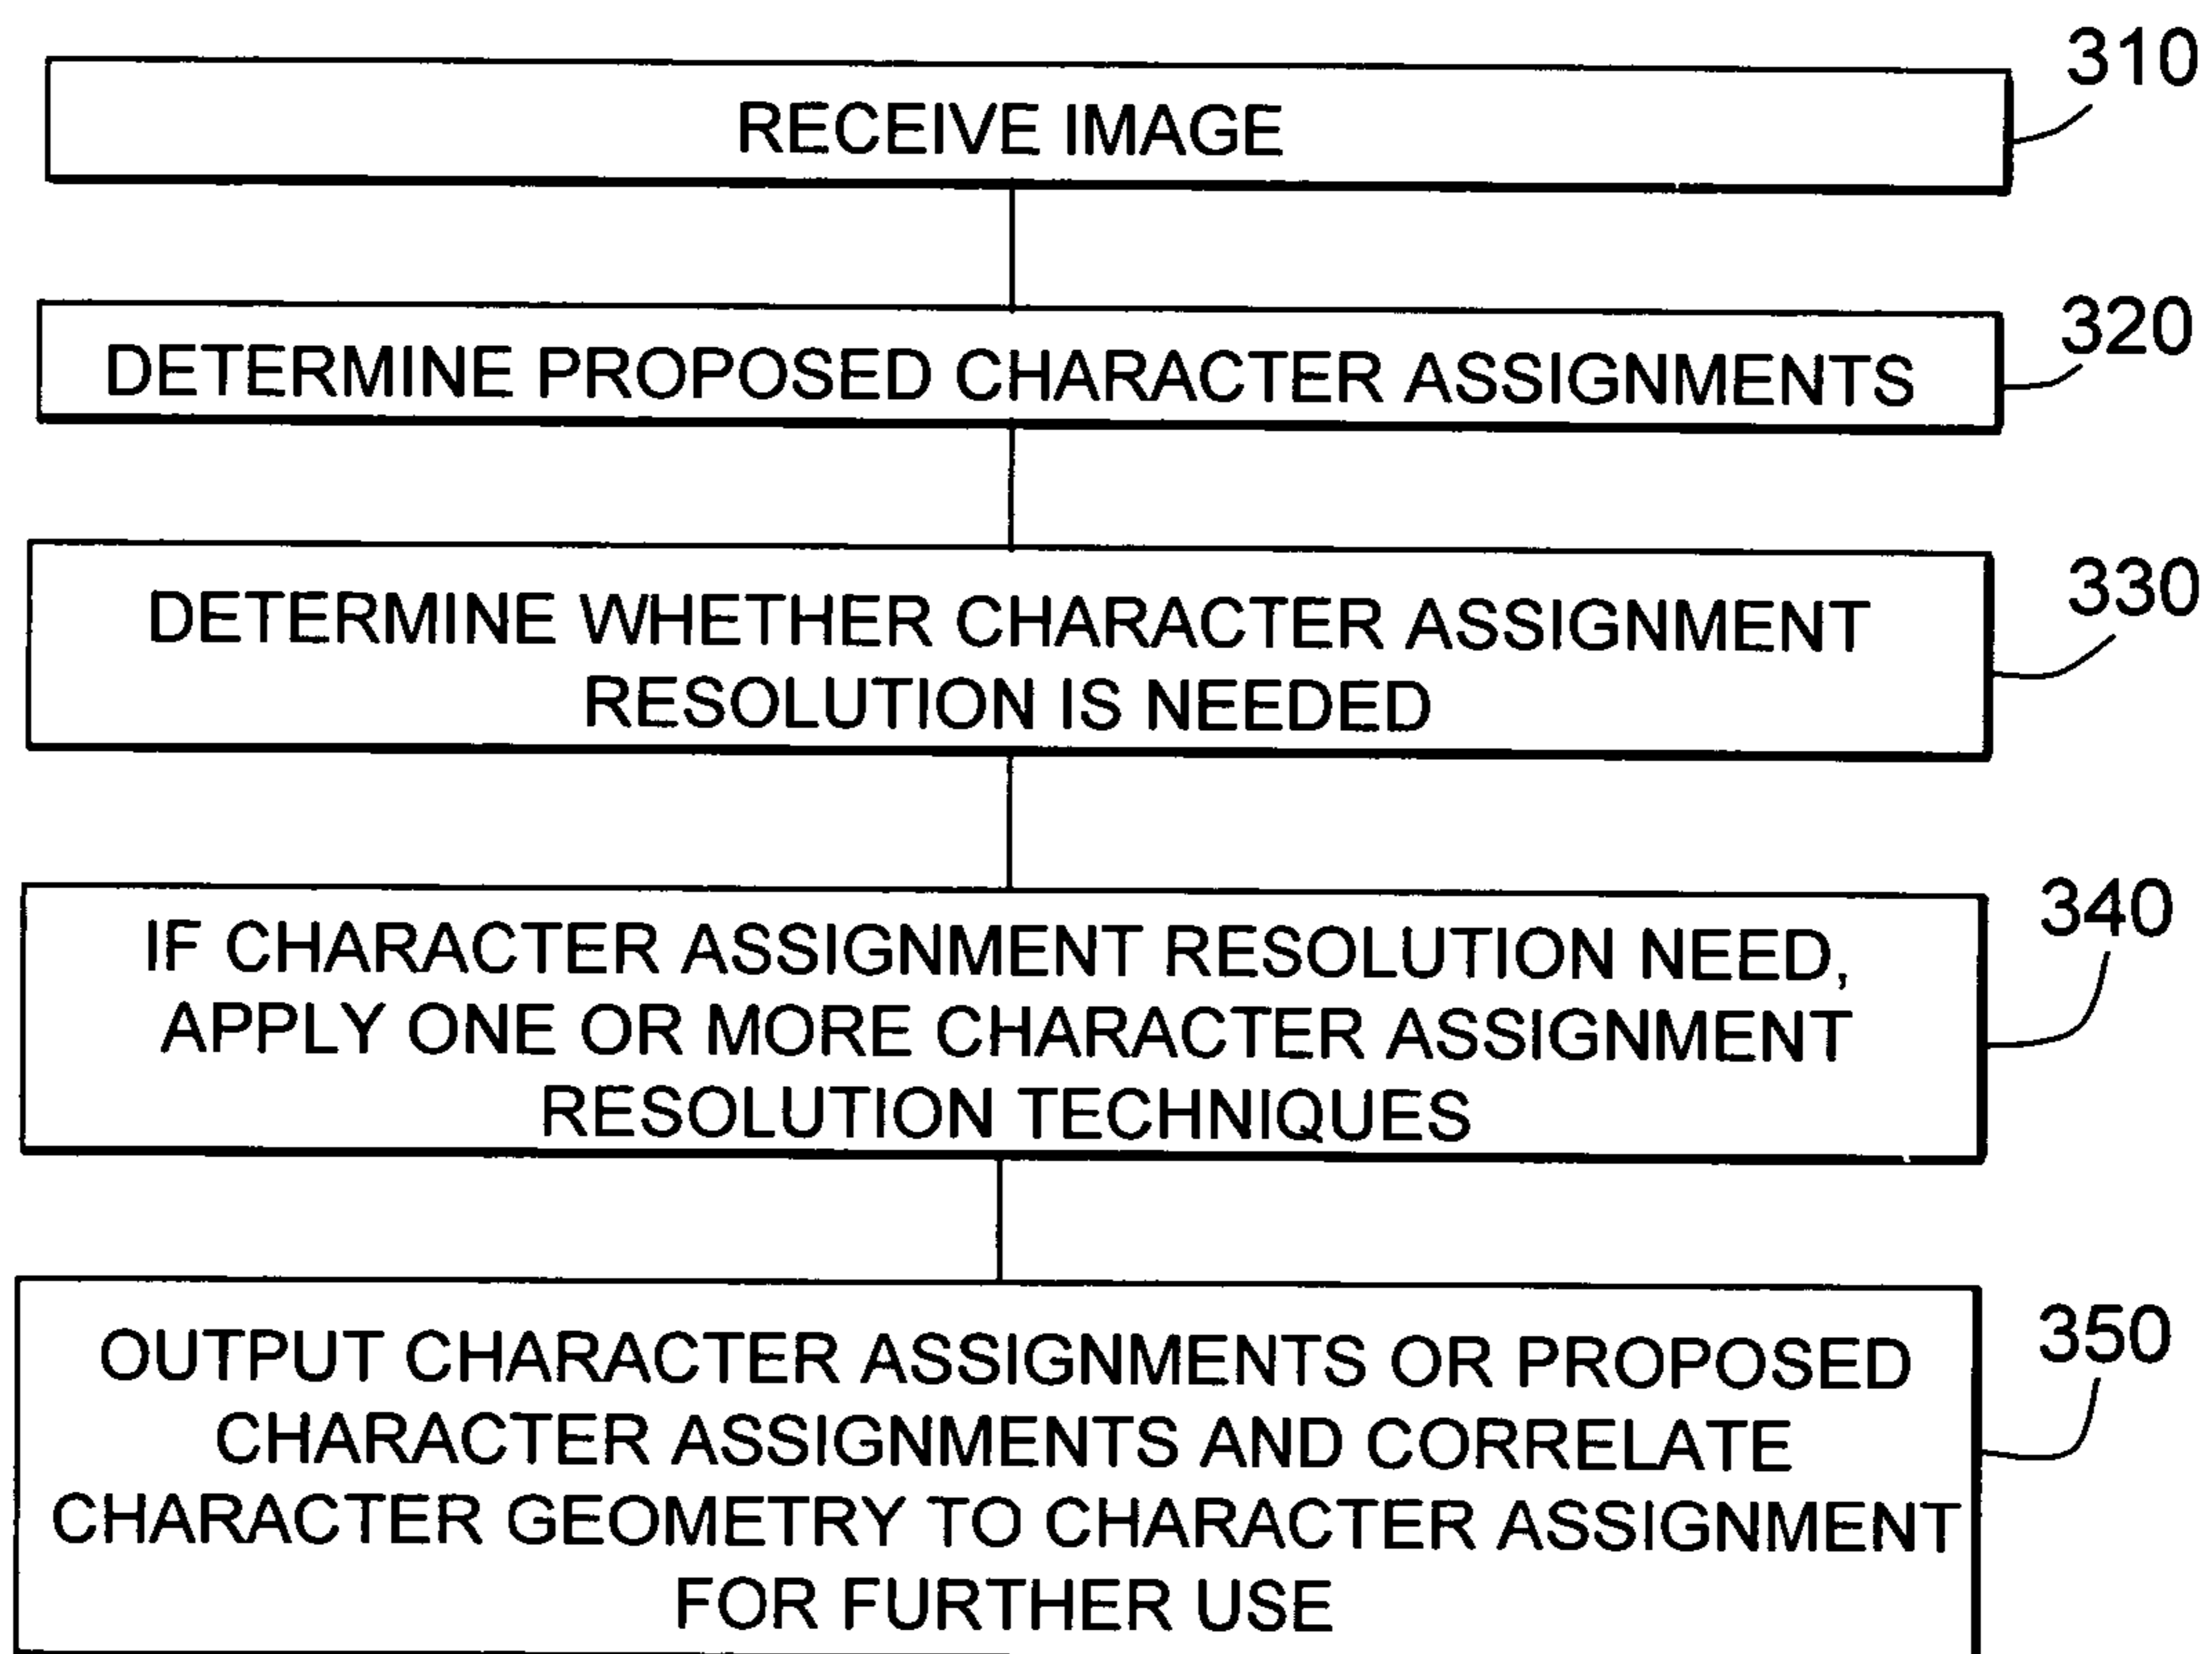 310
RECEIVE IMAGE
320
DETERMINE PROPOSED CHARACTER ASSIGNMENTS
330
DETERMINE WHETHER CHARACTER ASSIGNMENT
RESOLUTION IS NEEDED
340
IF CHARACTER ASSIGNMENT RESOLUTION NEED,
APPLY ONE OR MORE CHARACTER ASSIGNMENT
RESOLUTION TECHNIQUES
350
OUTPUT CHARACTER ASSIGNMENTS OR PROPOSED
CHARACTER ASSIGNMENTS AND CORRELATE
CHARACTER GEOMETRY TO CHARACTER ASSIGNMENT
FOR FURTHER USE